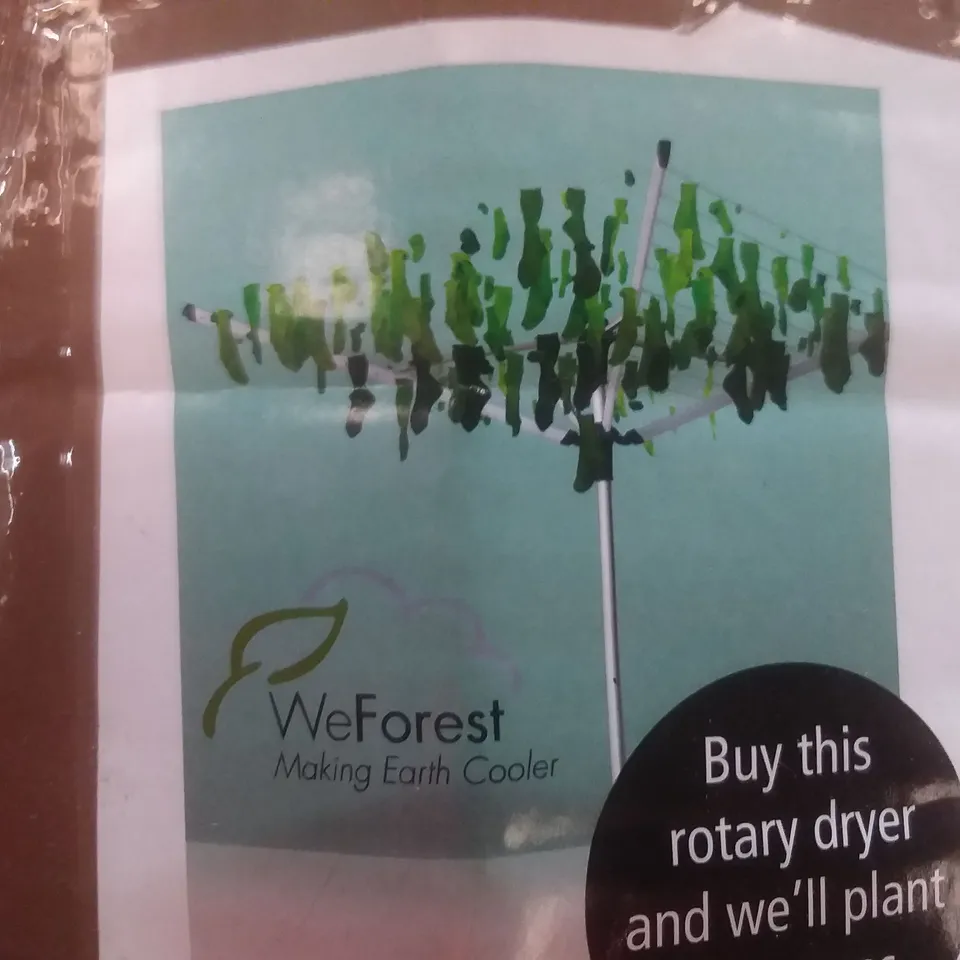 WeForest
Making Earth Cooler
Buy this
rotary dryer
and we'll plant